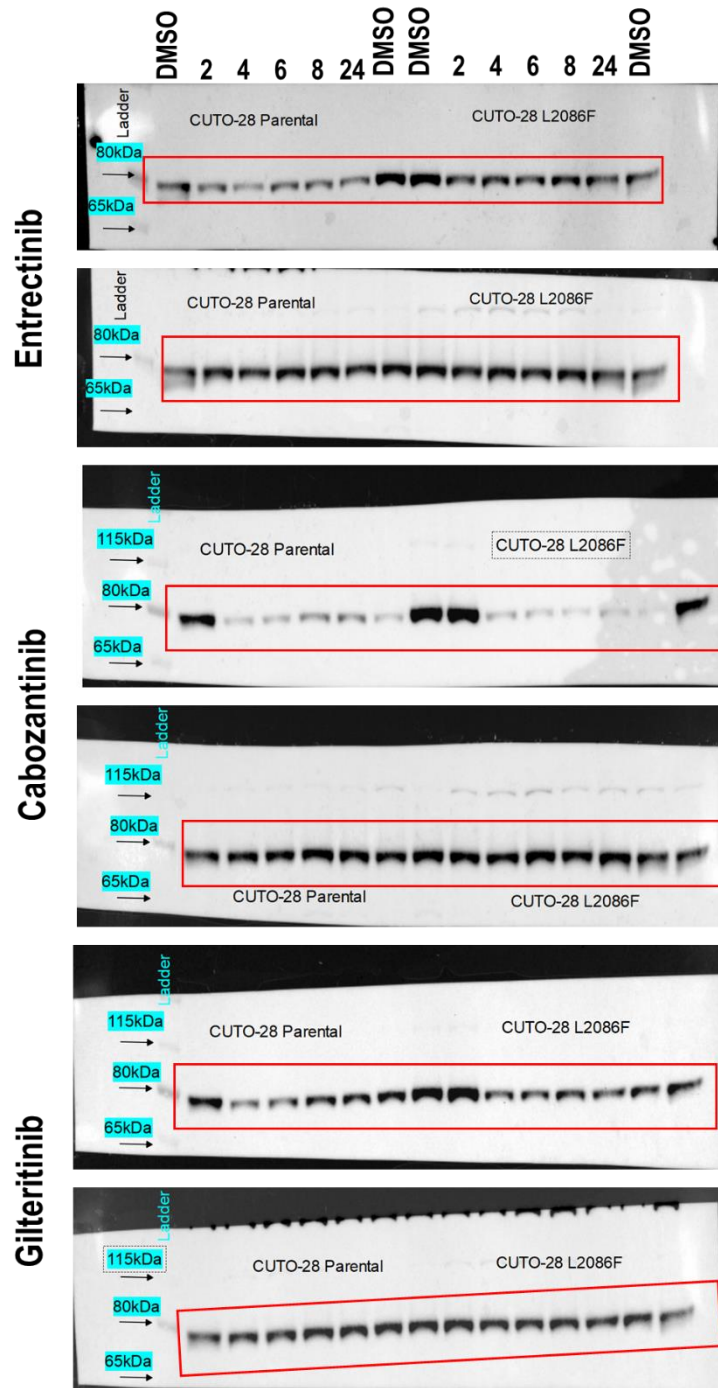 DMSO 2 4 6 8 24 DMSO DMSO 2 4 6 8 24 DMSO
Entrectinib
Ladder
CUTO-28 Parental
CUTO-28 L2086F
80kDa
65kDa
Ladder
CUTO-28 Parental
CUTO-28 L2086F
80kDa
65kDa
Cabozantinib
Ladder
115kDa
CUTO-28 Parental
CUTO-28 L2086F
80kDa
65kDa
Ladder
115kDa
80kDa
65kDa
CUTO-28 Parental
CUTO-28 L2086F
Gilteritinib
Ladder
115kDa
CUTO-28 Parental
CUTO-28 L2086F
80kDa
65kDa
Ladder
115kDa
CUTO-28 Parental
CUTO-28 L2086F
80kDa
65kDa